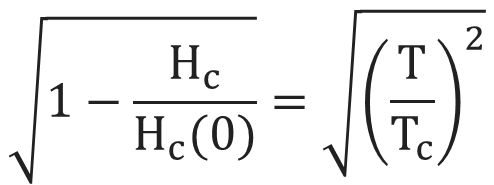 √(1 − H_c/H_c(0)) = √((T/T_c)²)